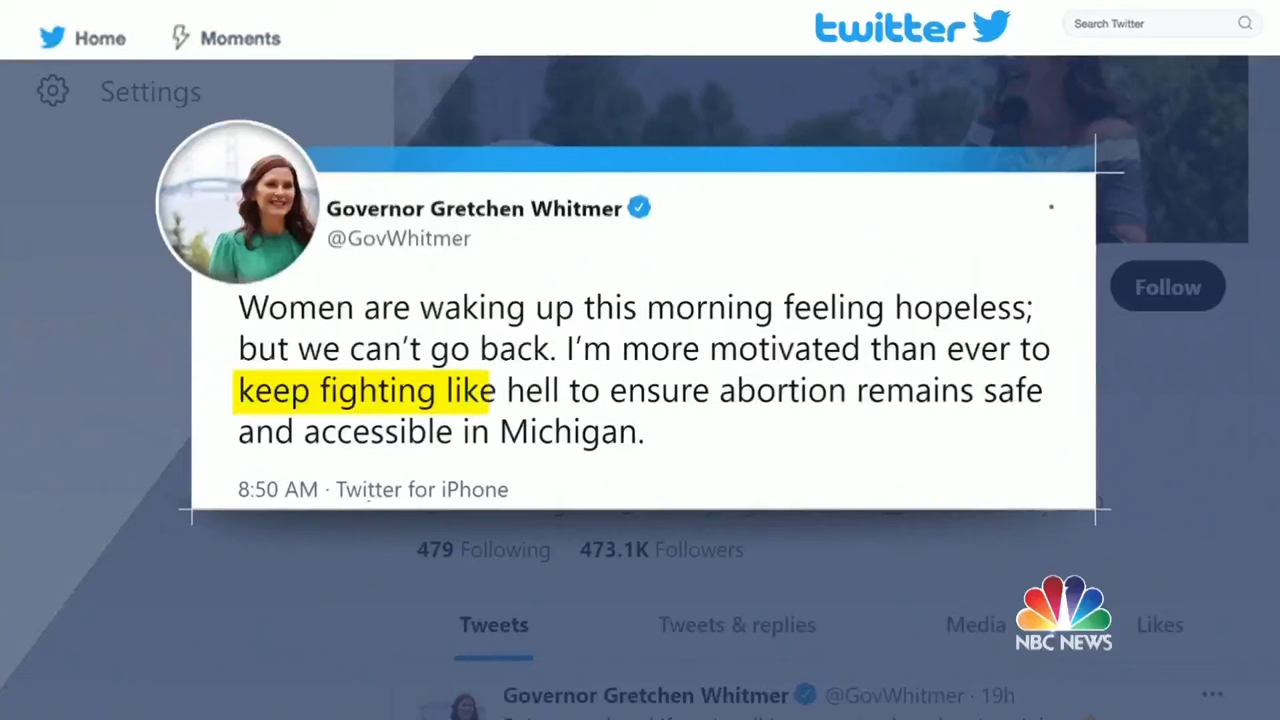 Home
Moments
twitter
Search Twitter
Settings
Governor Gretchen Whitmer
@GovWhitmer
Follow
Women are waking up this morning feeling hopeless;
but we can't go back. I'm more motivated than ever to
keep fighting like hell to ensure abortion remains safe
and accessible in Michigan.
8:50 AM · Twitter for iPhone
479 Following 473.1K Followers
Tweets
Tweets & replies
Media
Likes
NBC NEWS
Governor Gretchen Whitmer @GovWhitmer · 19h